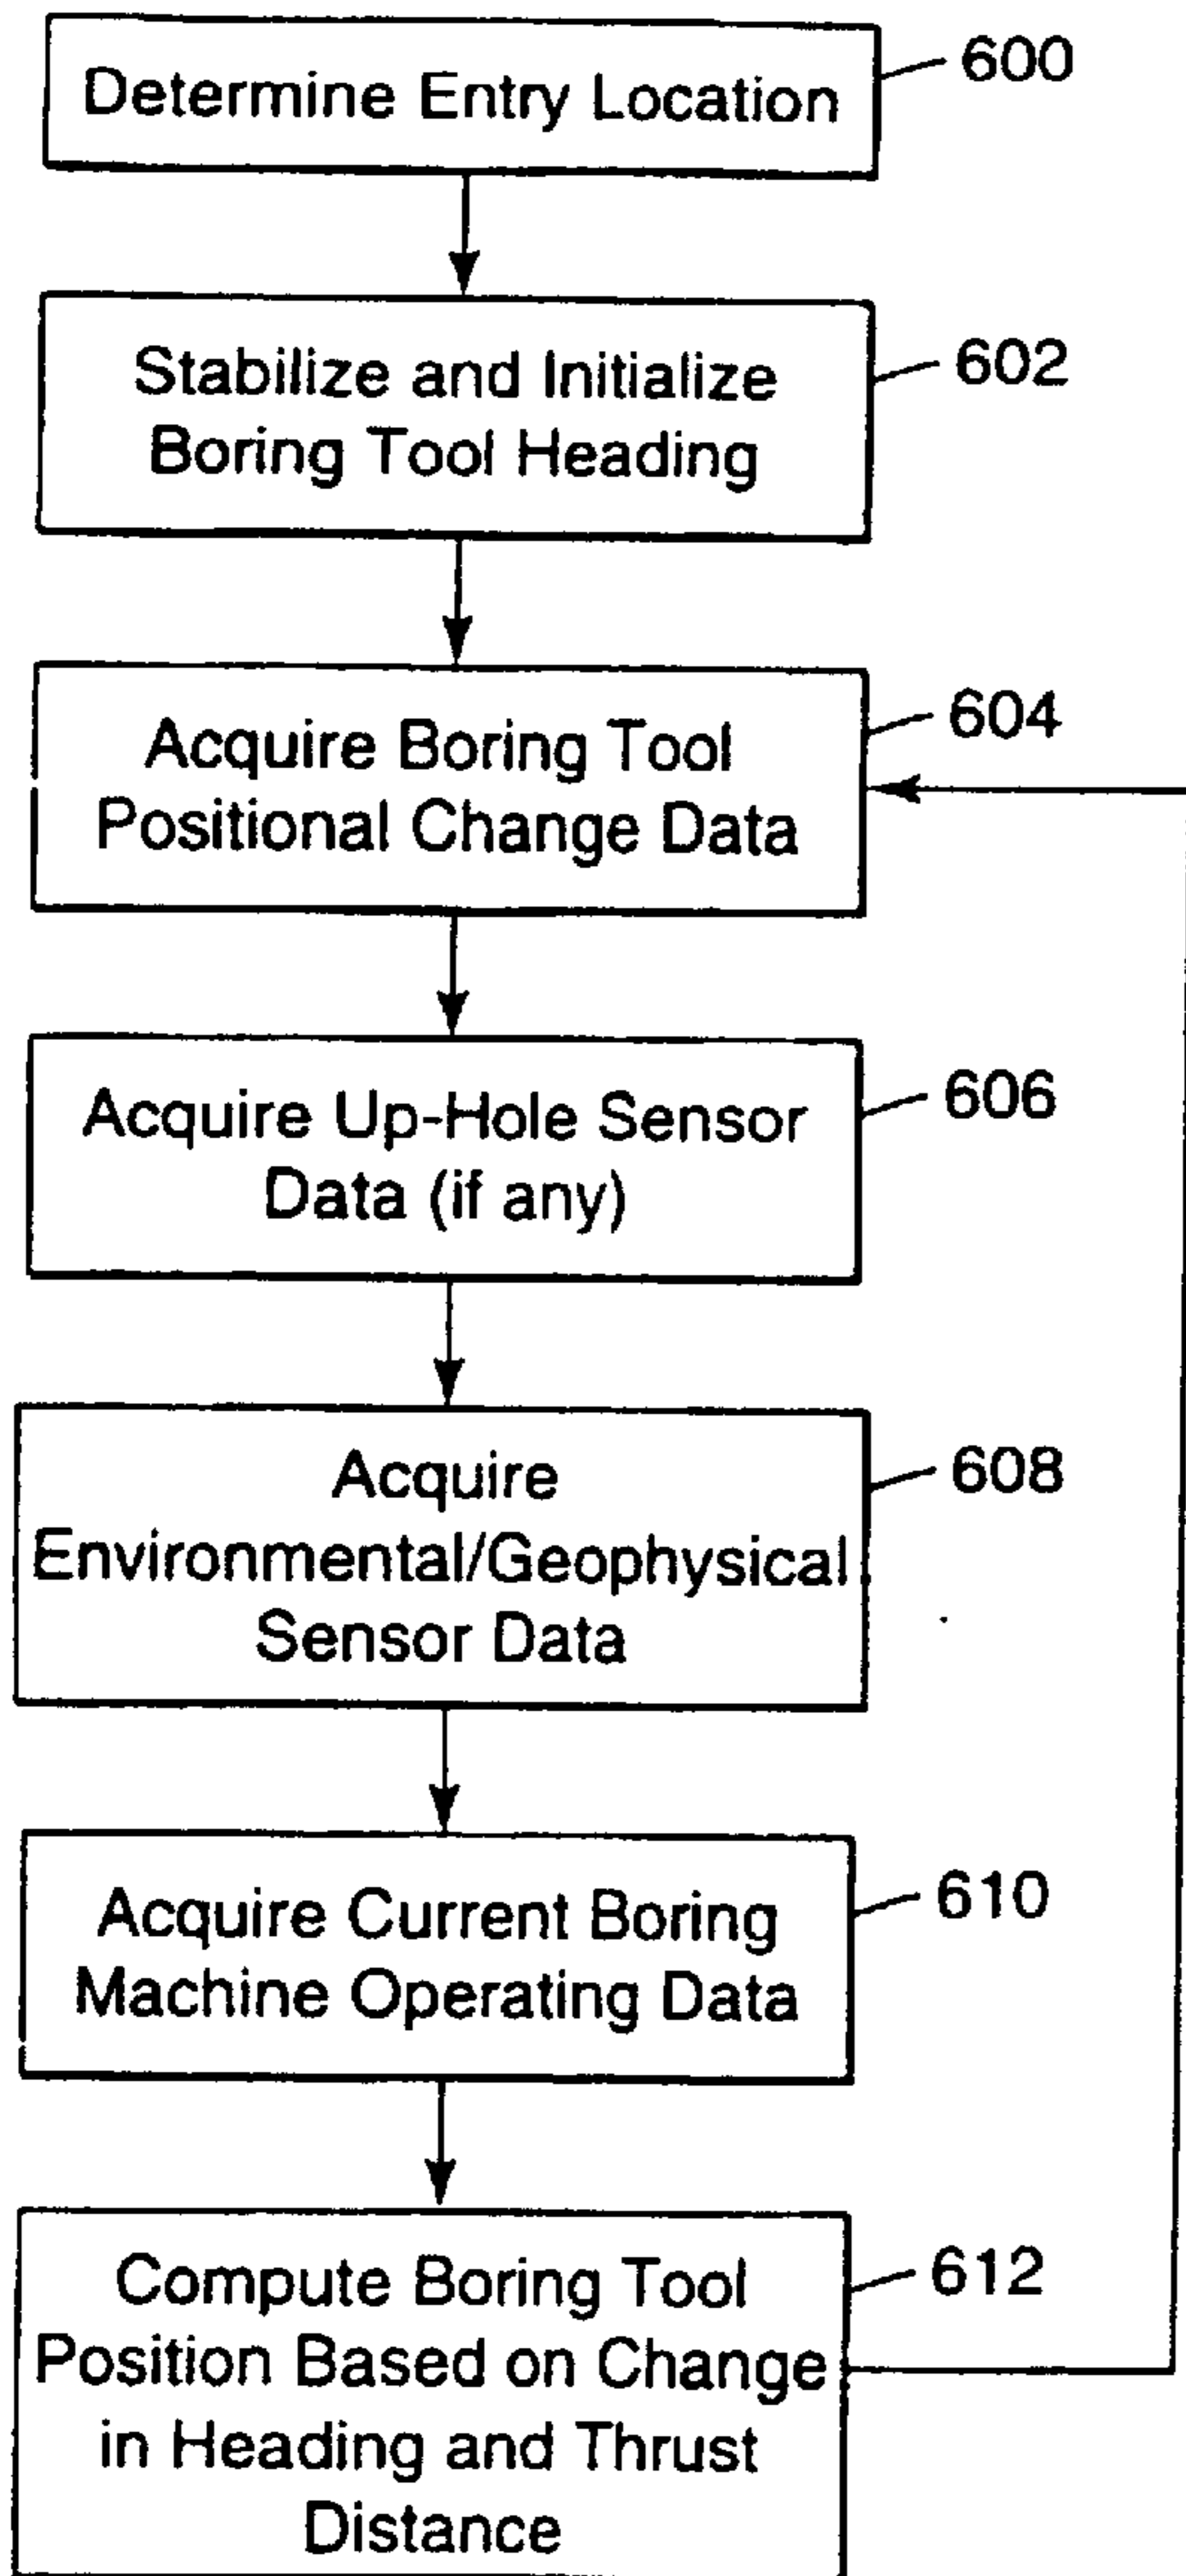 Determine Entry Location
600
Stabilize and Initialize
Boring Tool Heading
602
Acquire Boring Tool
Positional Change Data
604
Acquire Up-Hole Sensor
Data (if any)
606
Acquire
Environmental/Geophysical
Sensor Data
608
Acquire Current Boring
Machine Operating Data
610
Compute Boring Tool
Position Based on Change
in Heading and Thrust
Distance
612